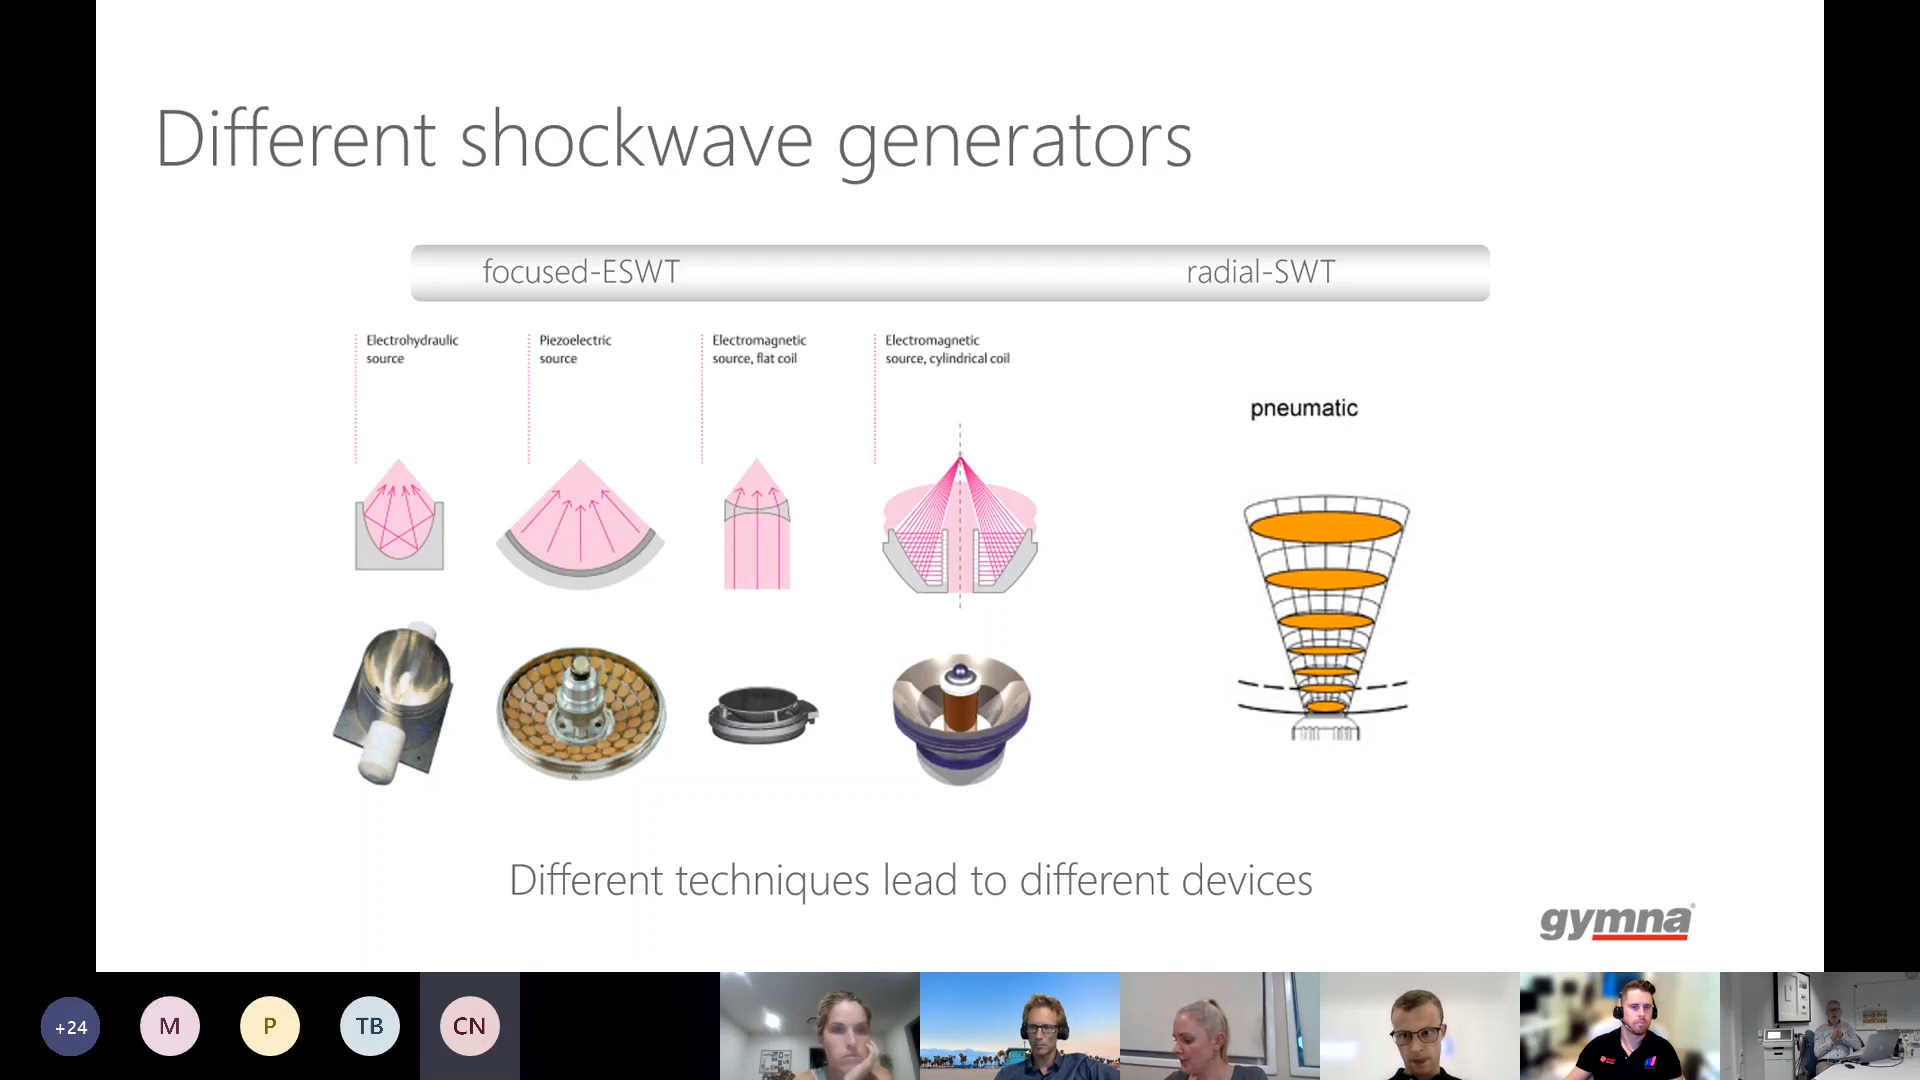 Different shockwave generators
focused-ESWT radial-SWT
Electrohydraulic
source
Piezoelectric
source
Electromagnetic
source, flat coil
Electromagnetic
source, cylindrical coil
pneumatic
Different techniques lead to different devices
gymna
+24 M P TB CN